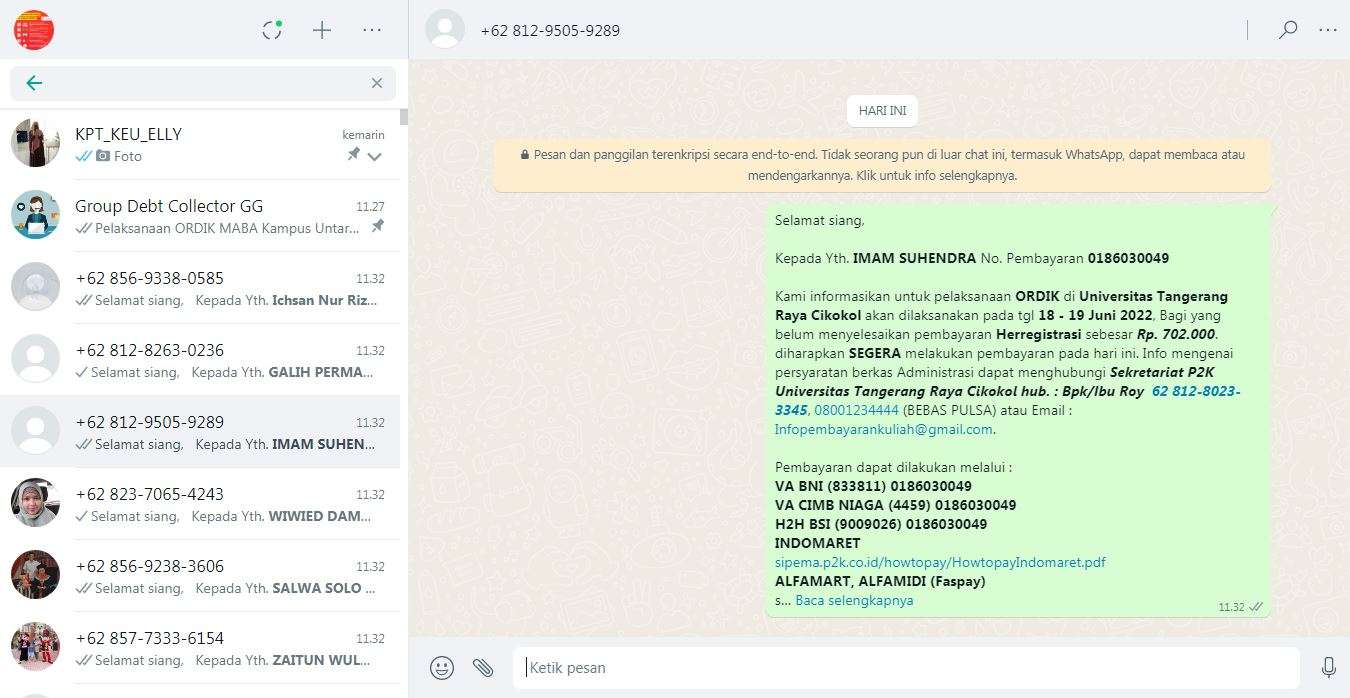 KPT_KEU_ELLY
kemarin
Foto
Group Debt Collector GG
11.27
Pelaksanaan ORDIK MABA Kampus Untar...
+62 856-9338-0585
11.32
Selamat siang, Kepada Yth. Ichsan Nur Riz...
+62 812-8263-0236
11.32
Selamat siang, Kepada Yth. GALIH PERMA...
+62 812-9505-9289
11.32
Selamat siang, Kepada Yth. IMAM SUHEN...
+62 823-7065-4243
11.32
Selamat siang, Kepada Yth. WIWIED DAM...
+62 856-9238-3606
11.32
Selamat siang, Kepada Yth. SALWA SOLO ...
+62 857-7333-6154
11.32
Selamat siang, Kepada Yth. ZAITUN WUL...
+62 812-9505-9289
HARI INI
Pesan dan panggilan terenkripsi secara end-to-end. Tidak seorang pun di luar chat ini, termasuk WhatsApp, dapat membaca atau
mendengarkannya. Klik untuk info selengkapnya.
Selamat siang,
Kepada Yth. IMAM SUHENDRA No. Pembayaran 0186030049
Kami informasikan untuk pelaksanaan ORDIK di Universitas Tangerang
Raya Cikokol akan dilaksanakan pada tgl 18 - 19 Juni 2022, Bagi yang
belum menyelesaikan pembayaran Herregistrasi sebesar Rp. 702.000.
diharapkan SEGERA melakukan pembayaran pada hari ini. Info mengenai
persyaratan berkas Administrasi dapat menghubungi Sekretariat P2K
Universitas Tangerang Raya Cikokol hub. : Bpk/Ibu Roy 62 812-8023-
3345, 08001234444 (BEBAS PULSA) atau Email :
Infopembayarankuliah@gmail.com.
Pembayaran dapat dilakukan melalui :
VA BNI (833811) 0186030049
VA CIMB NIAGA (4459) 0186030049
H2H BSI (9009026) 0186030049
INDOMARET
sipema.p2k.co.id/howtopay/HowtopayIndomaret.pdf
ALFAMART, ALFAMIDI (Faspay)
s... Baca selengkapnya
11.32
Ketik pesan